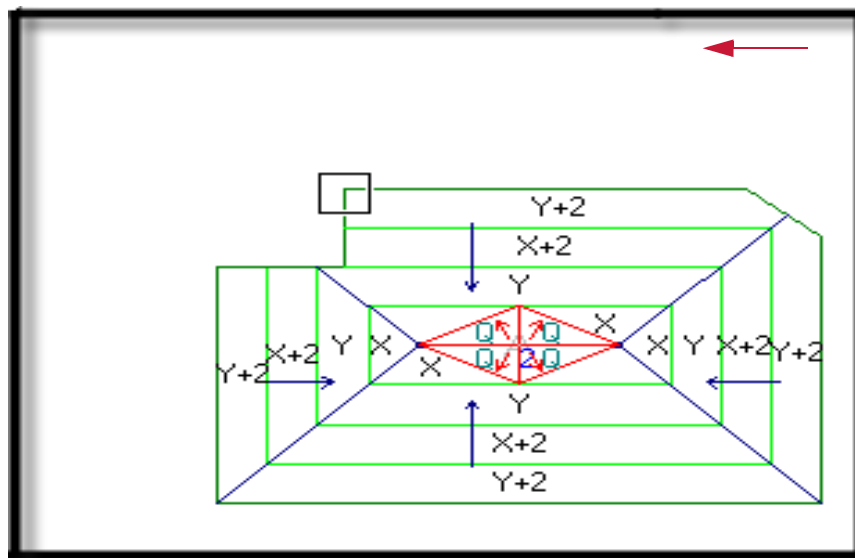 Y+2
X+2
Y
Q Q X
Y+2 X+2 Y X X Y X+2 Y+2
Q 2 Q
X
Y
X+2
Y+2